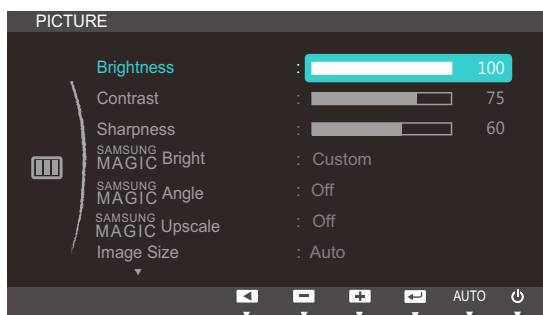 PICTURE
Brightness : 100
Contrast : 75
Sharpness : 60
SAMSUNG MAGIC Bright : Custom
SAMSUNG MAGIC Angle : Off
SAMSUNG MAGIC Upscale : Off
Image Size : Auto
AUTO